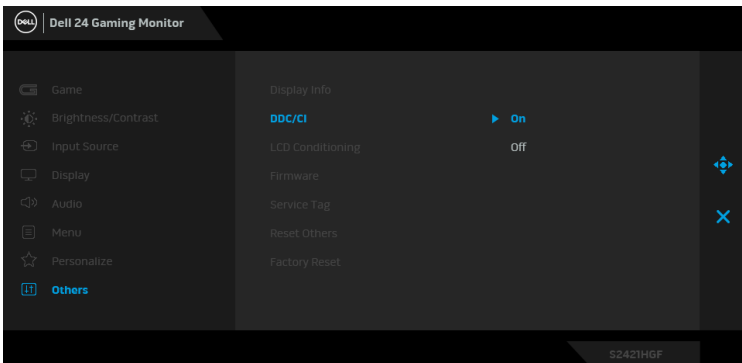 DELL Dell 24 Gaming Monitor
Game
Brightness/Contrast
Input Source
Display
Audio
Menu
Personalize
Others
Display Info
DDC/CI On
LCD Conditioning Off
Firmware
Service Tag
Reset Others
Factory Reset
S2421HGF